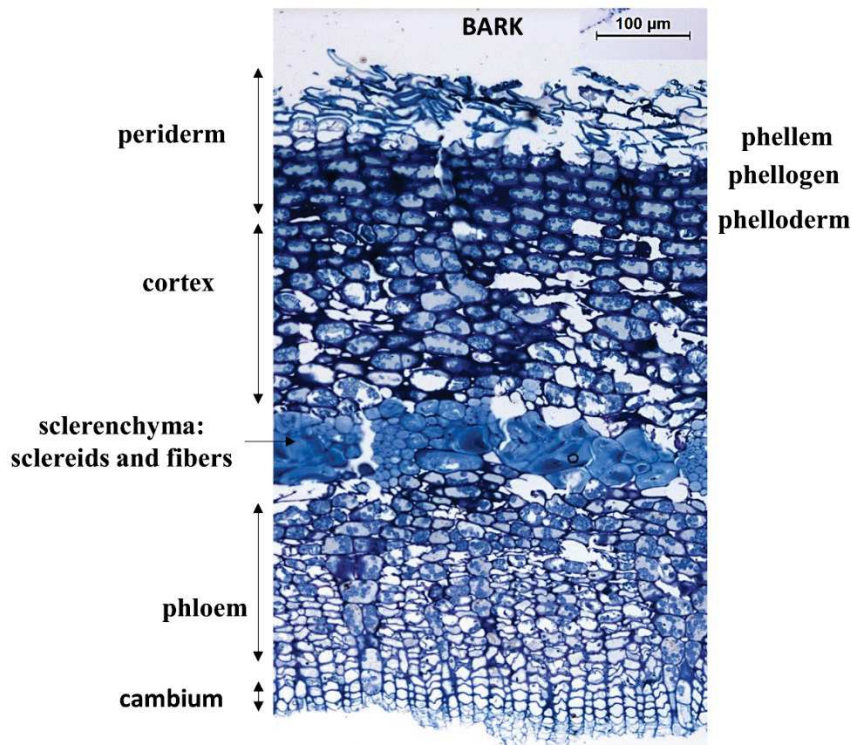 BARK
100 µm
periderm
phellem
phellogen
phelloderm
cortex
sclerenchyma:
sclereids and fibers
phloem
cambium